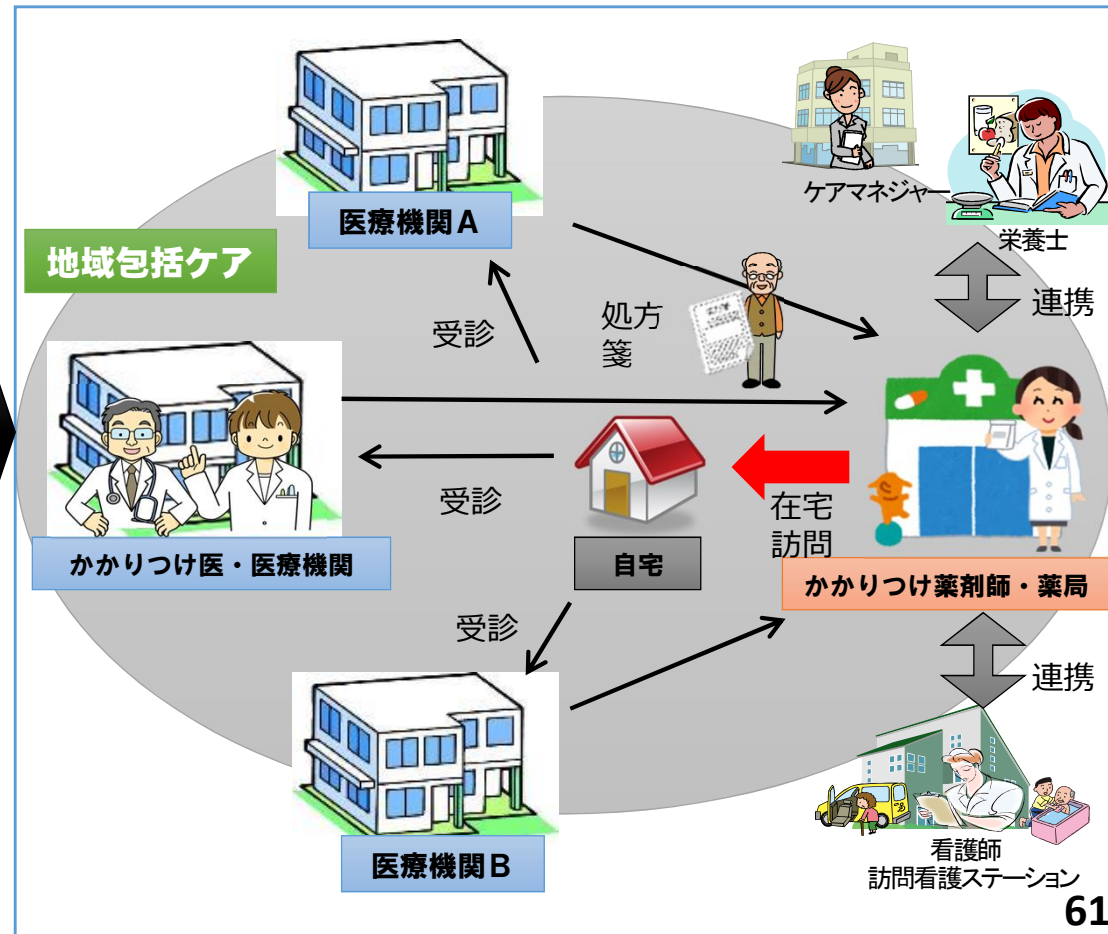 ケアマネジャー
医療機関A
栄養士
地域包括ケア
連携
受診
処方
箋
受診
在宅
訪問
かかりつけ医・医療機関
自宅
かかりつけ薬剤師・薬局
受診
連携
医療機関B
看護師
訪問看護ステーション
61